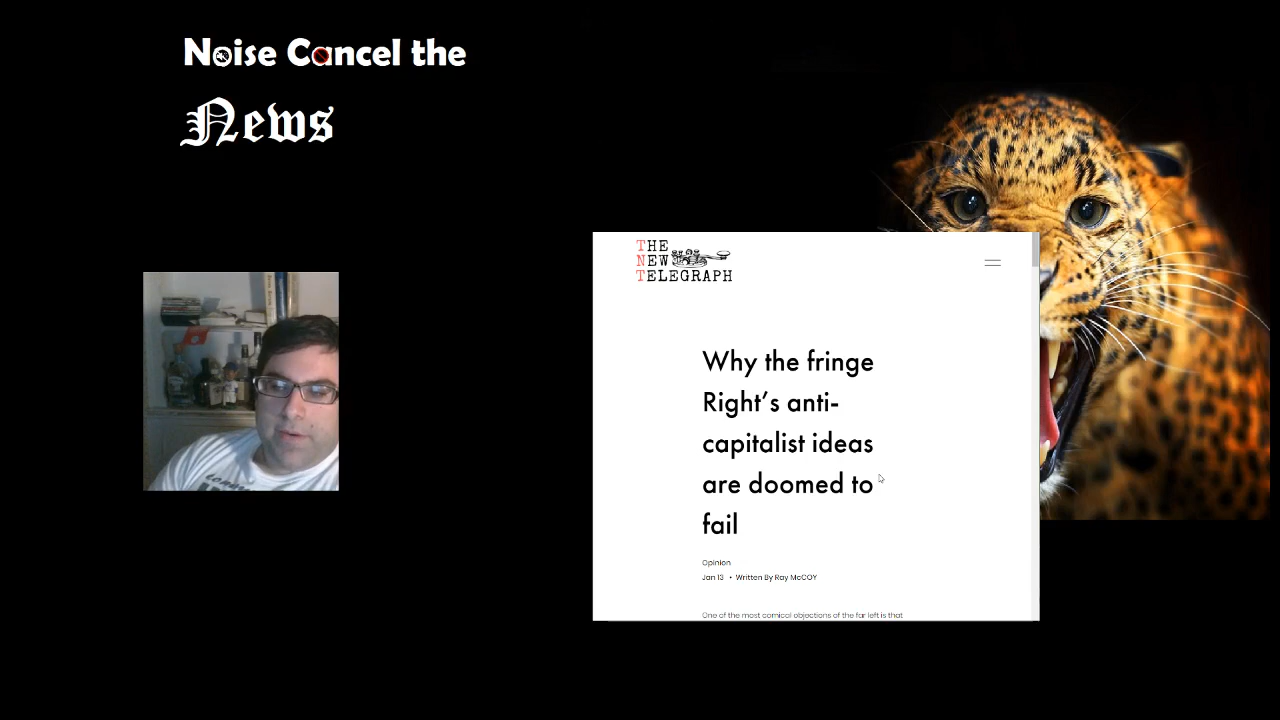 Noise Cancel the
News
THE
NEW
TELEGRAPH
Why the fringe
Right's anti-
capitalist ideas
are doomed to
fail
Opinion
Jan 13 • Written By Ray McCOY
One of the most comical objections of the far left is that